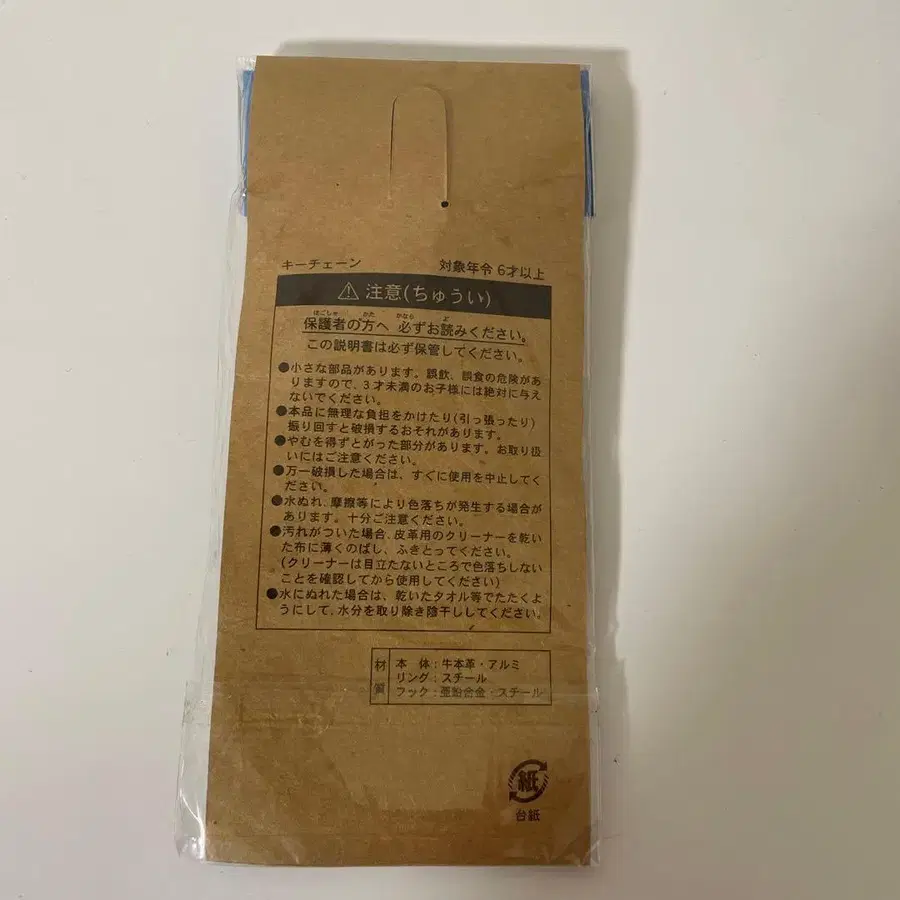 キーチェーン 対象年令 6才以上
⚠ 注意(ちゅうい)
ほごしゃ かた かなら よ
保護者の方へ 必ずお読みください。
この説明書は必ず保管してください。
●小さな部品があります。誤飲、誤食の危険があ
りますので、3才未満のお子様には絶対に与え
ないでください。
●本品に無理な負担をかけたり(引っ張ったり)
振り回すと破損するおそれがあります。
●やむを得ずとがった部分があります。お取り扱
いにはご注意ください。
●万一破損した場合は、すぐに使用を中止してく
ださい。
●水ぬれ、摩擦等により色落ちが発生する場合が
あります。十分ご注意ください。
●汚れがついた場合、皮革用のクリーナーを乾い
た布に薄くのばし、ふきとってください。
(クリーナーは目立たないところで色落ちしない
ことを確認してから使用してください)
●水にぬれた場合は、乾いたタオル等でたたくよ
うにして、水分を取り除き陰干ししてください。
材質
本 体：牛本革・アルミ
リング：スチール
フック：亜鉛合金・スチール
紙
台紙